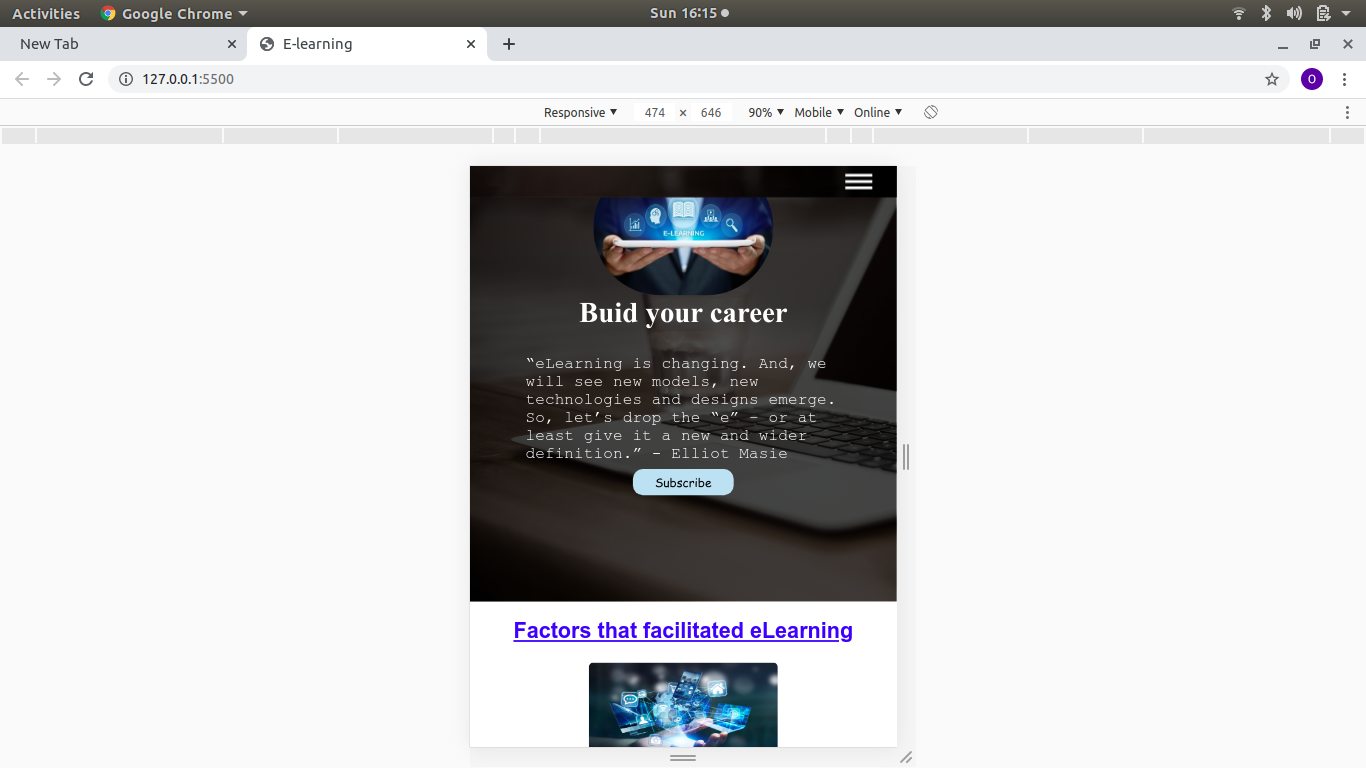 Activities Google Chrome Sun 16:15
New Tab E-learning
127.0.0.1:5500 O
Responsive 474 × 646 90% Mobile Online
E-LEARNING
Buid your career
“eLearning is changing. And, we
will see new models, new
technologies and designs emerge.
So, let’s drop the “e” – or at
least give it a new and wider
definition.” - Elliot Masie
Subscribe
Factors that facilitated eLearning